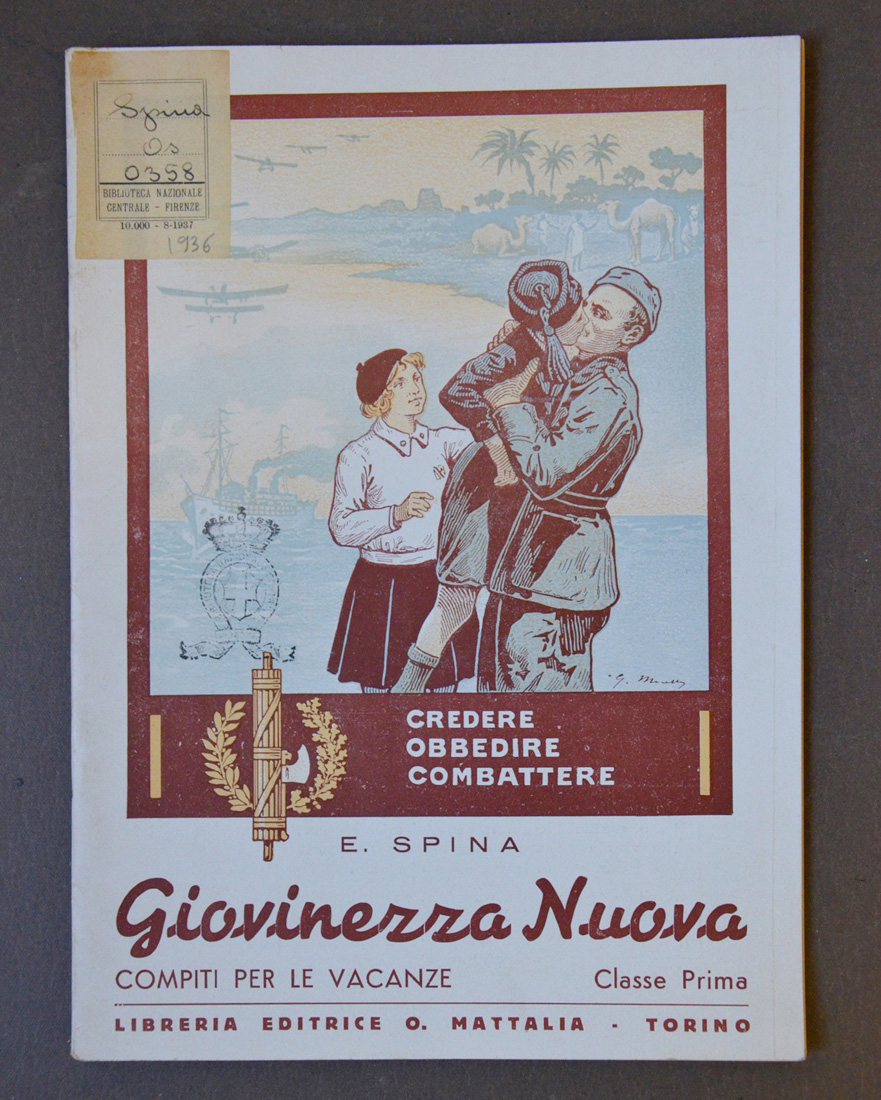 Spina
Os
0358
BIBLIOTECA NAZIONALE
CENTRALE - FIRENZE
10.000 - 8-1937
1936
CREDERE
OBBEDIRE
COMBATTERE
E. SPINA
Giovinezza Nuova
COMPITI PER LE VACANZE Classe Prima
LIBRERIA EDITRICE O. MATTALIA - TORINO